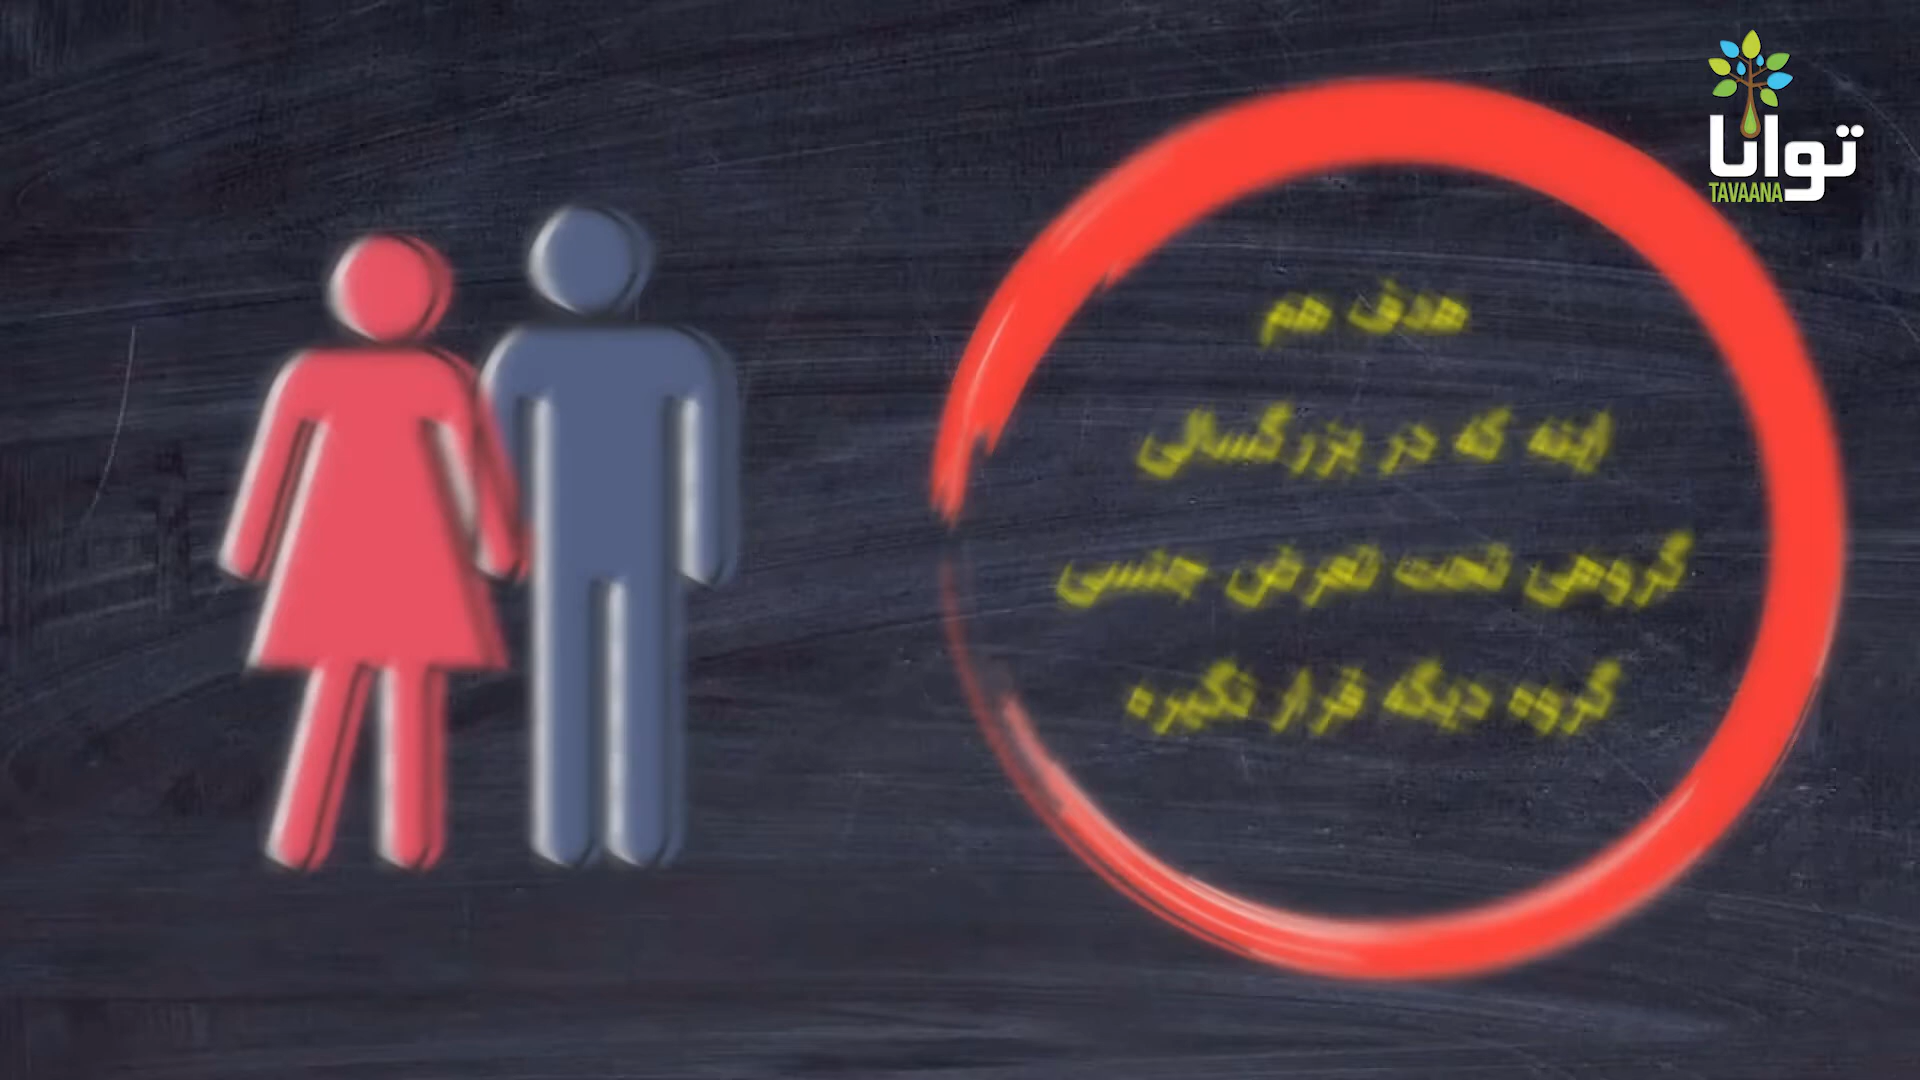 توانا
TAVAANA
هدف هم
اینه که در بزرگسالی
گروهی تحت تعرض جنسی
گروه دیگه قرار نگیره